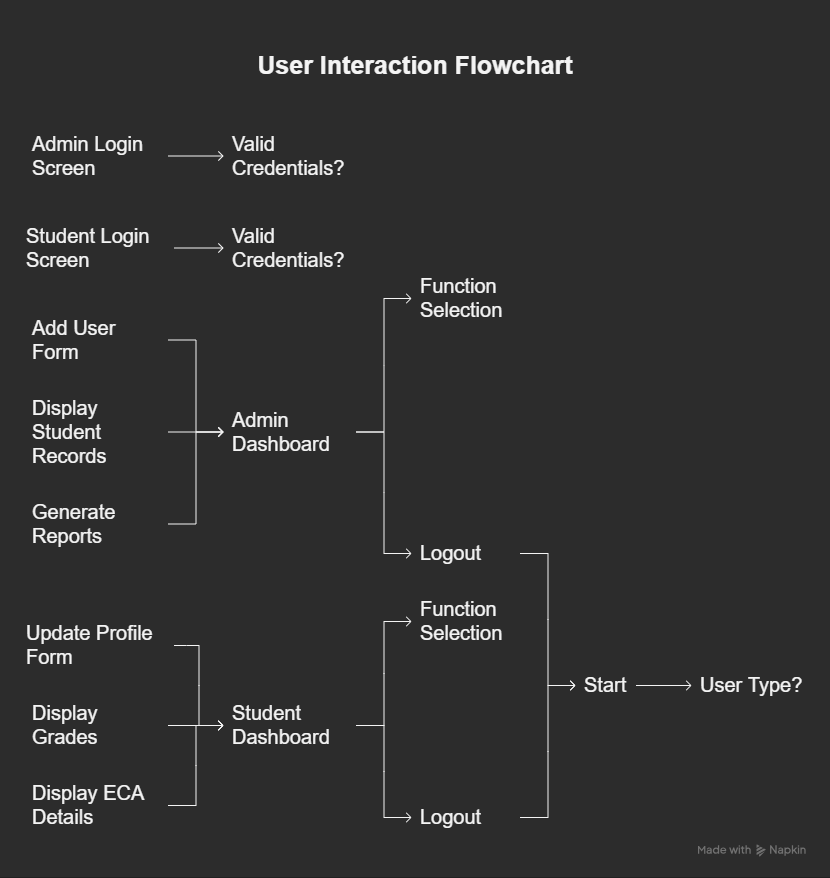 User Interaction Flowchart
Admin Login
Screen
Valid
Credentials?
Student Login
Screen
Valid
Credentials?
Function
Selection
Add User
Form
Display
Student
Records
Admin
Dashboard
Generate
Reports
Logout
Function
Selection
Update Profile
Form
Start
User Type?
Display
Grades
Student
Dashboard
Display ECA
Details
Logout
Made with Napkin